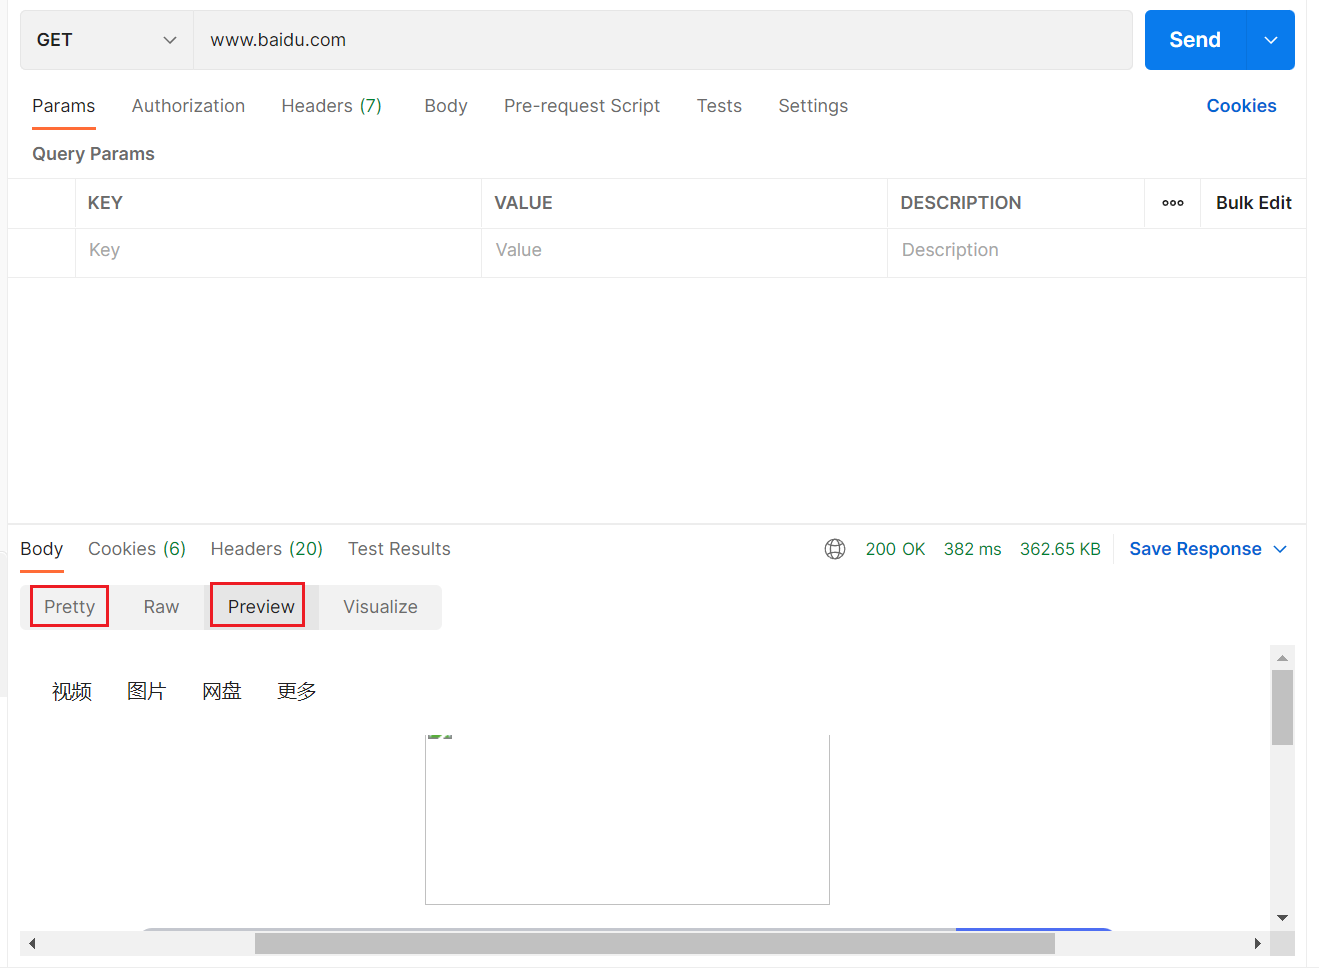 GET www.baidu.com Send
Params Authorization Headers (7) Body Pre-request Script Tests Settings Cookies
Query Params
KEY VALUE DESCRIPTION Bulk Edit
Key Value Description
Body Cookies (6) Headers (20) Test Results 200 OK 382 ms 362.65 KB Save Response
Pretty Raw Preview Visualize
视频 图片 网盘 更多